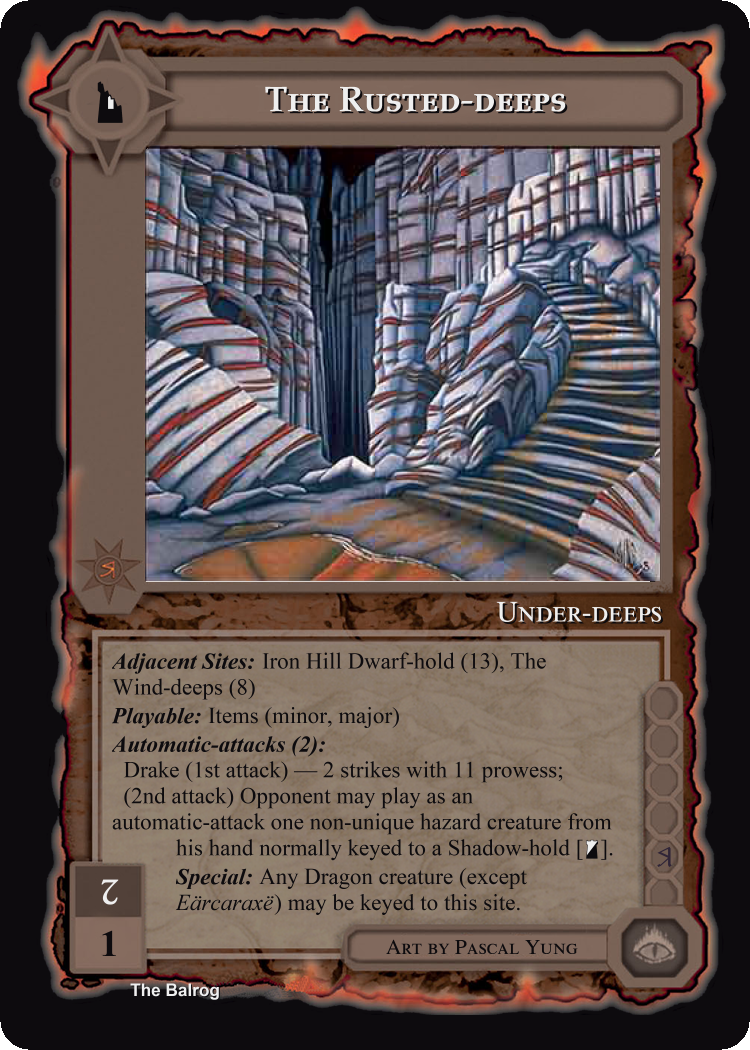 The Rusted-deeps
Under-deeps
Adjacent Sites: Iron Hill Dwarf-hold (13), The
Wind-deeps (8)
Playable: Items (minor, major)
Automatic-attacks (2):
Drake (1st attack) — 2 strikes with 11 prowess;
(2nd attack) Opponent may play as an
automatic-attack one non-unique hazard creature from
his hand normally keyed to a Shadow-hold [ ].
Special: Any Dragon creature (except
Eärcaraxë) may be keyed to this site.
2
1
Art by Pascal Yung
The Balrog